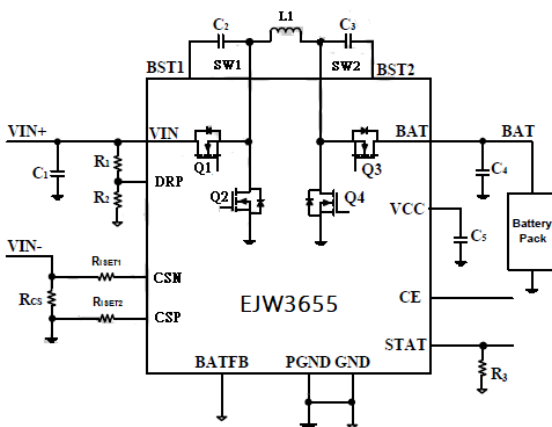 L1
C2
C3
BST1
SW1
SW2
BST2
VIN+
VIN
BAT
BAT
C1
R1
Q1
Q3
DRP
R2
Q2
Q4
C4
VCC
Battery
Pack
VIN-
C5
RISET1
CSN
RCS
EJW3655
CE
RISET2
CSP
STAT
BATFB
PGND GND
R3